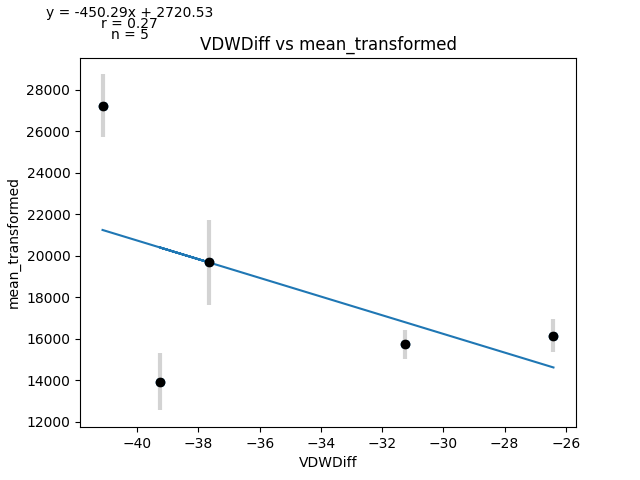 y = -450.29x + 2720.53
r = 0.27
n = 5
VDWDiff vs mean_transformed
28000
26000
24000
22000
20000
18000
16000
14000
12000
mean_transformed
−40 −38 −36 −34 −32 −30 −28 −26
VDWDiff